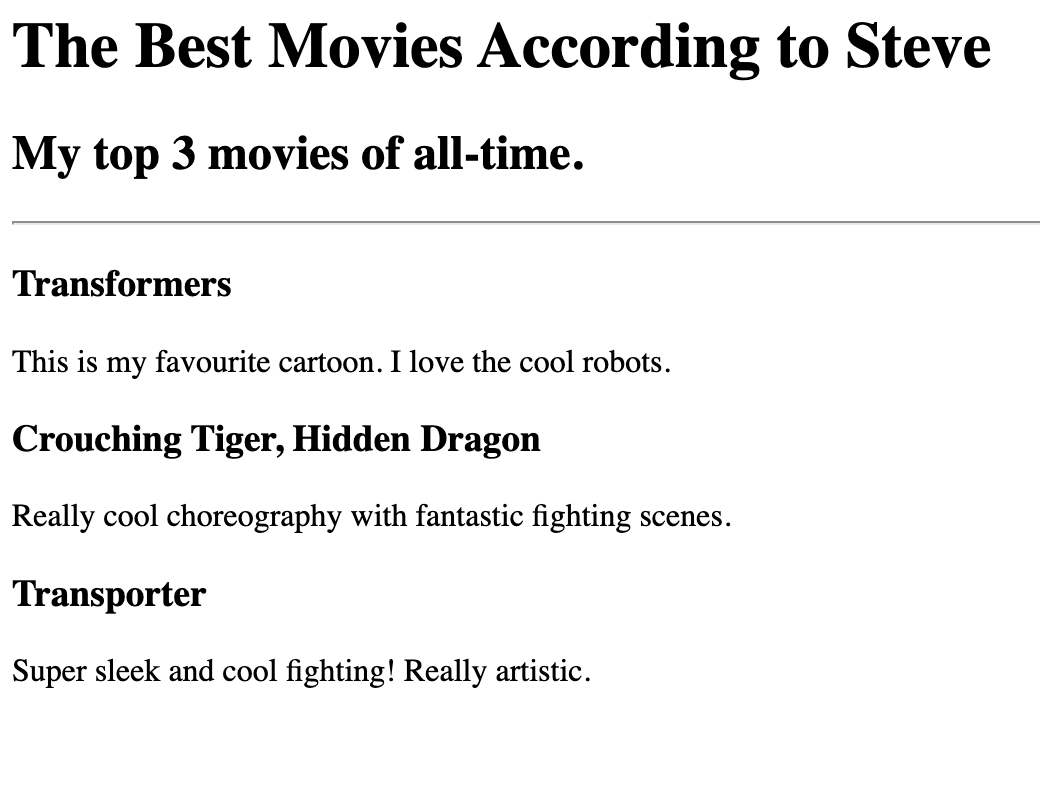 The Best Movies According to Steve
My top 3 movies of all-time.
Transformers
This is my favourite cartoon. I love the cool robots.
Crouching Tiger, Hidden Dragon
Really cool choreography with fantastic fighting scenes.
Transporter
Super sleek and cool fighting! Really artistic.